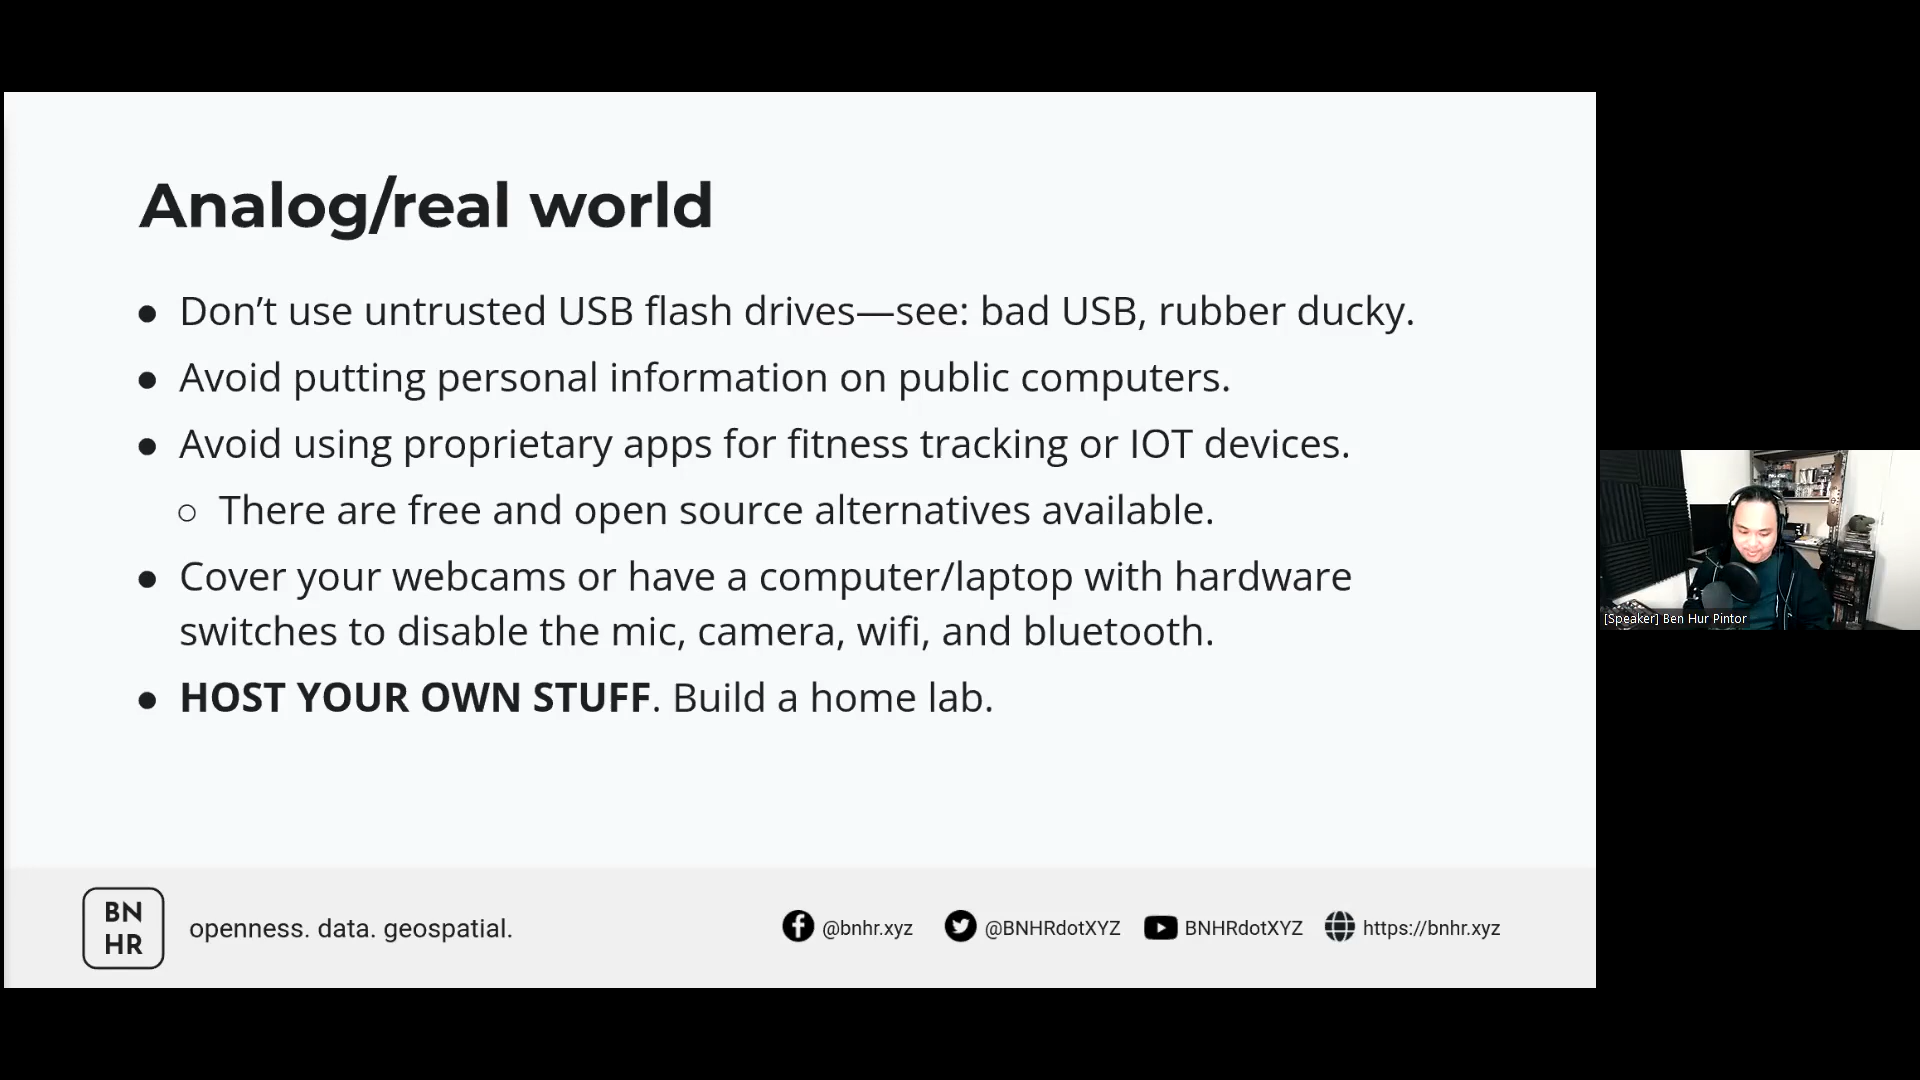 Analog/real world
● Don’t use untrusted USB flash drives—see: bad USB, rubber ducky.
● Avoid putting personal information on public computers.
● Avoid using proprietary apps for fitness tracking or IOT devices.
○ There are free and open source alternatives available.
● Cover your webcams or have a computer/laptop with hardware
switches to disable the mic, camera, wifi, and bluetooth.
● HOST YOUR OWN STUFF. Build a home lab.
BN
HR
openness. data. geospatial.
@bnhr.xyz
@BNHRdotXYZ
BNHRdotXYZ
https://bnhr.xyz
[Speaker] Ben Hur Pintor